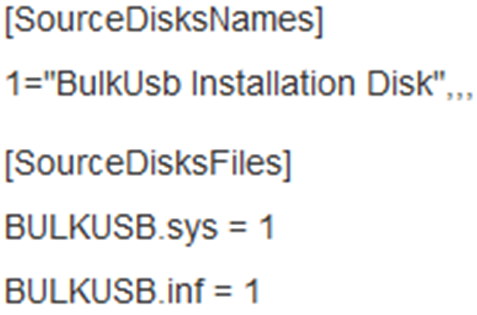 [SourceDisksNames]
1="BulkUsb Installation Disk",,,
[SourceDisksFiles]
BULKUSB.sys = 1
BULKUSB.inf = 1